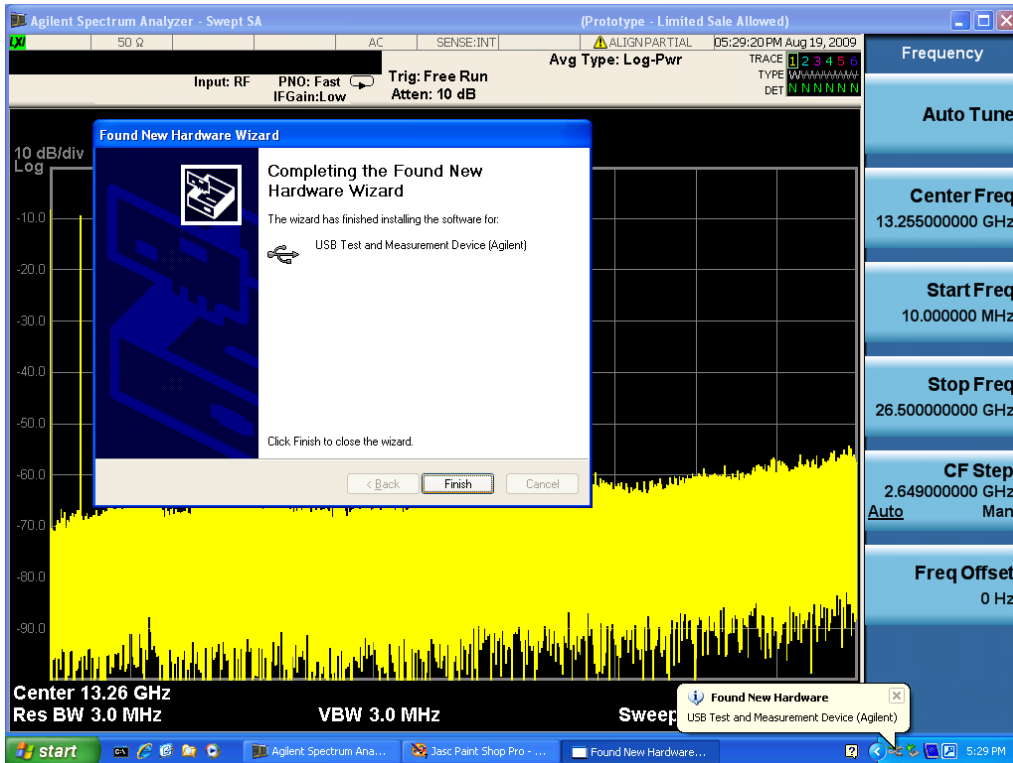 Agilent Spectrum Analyzer - Swept SA (Prototype - Limited Sale Allowed)
LXI 50 Ω AC SENSE:INT ALIGN PARTIAL 05:29:20 PM Aug 19, 2009
Input: RF PNO: Fast IFGain:Low
Trig: Free Run
Atten: 10 dB
Avg Type: Log-Pwr
TRACE 1 2 3 4 5 6
TYPE WWWWWW
DET N N N N N N
10 dB/div
Log
-10.0
-20.0
-30.0
-40.0
-50.0
-60.0
-70.0
-80.0
-90.0
Found New Hardware Wizard
Completing the Found New
Hardware Wizard
The wizard has finished installing the software for:
USB Test and Measurement Device (Agilent)
Click Finish to close the wizard.
< Back Finish Cancel
Center 13.26 GHz
Res BW 3.0 MHz VBW 3.0 MHz Sweep
Frequency
Auto Tune
Center Freq
13.255000000 GHz
Start Freq
10.000000 MHz
Stop Freq
26.500000000 GHz
CF Step
2.649000000 GHz
Auto Man
Freq Offset
0 Hz
Found New Hardware
USB Test and Measurement Device (Agilent)
start Agilent Spectrum Ana... Jasc Paint Shop Pro - ... Found New Hardware... 5:29 PM